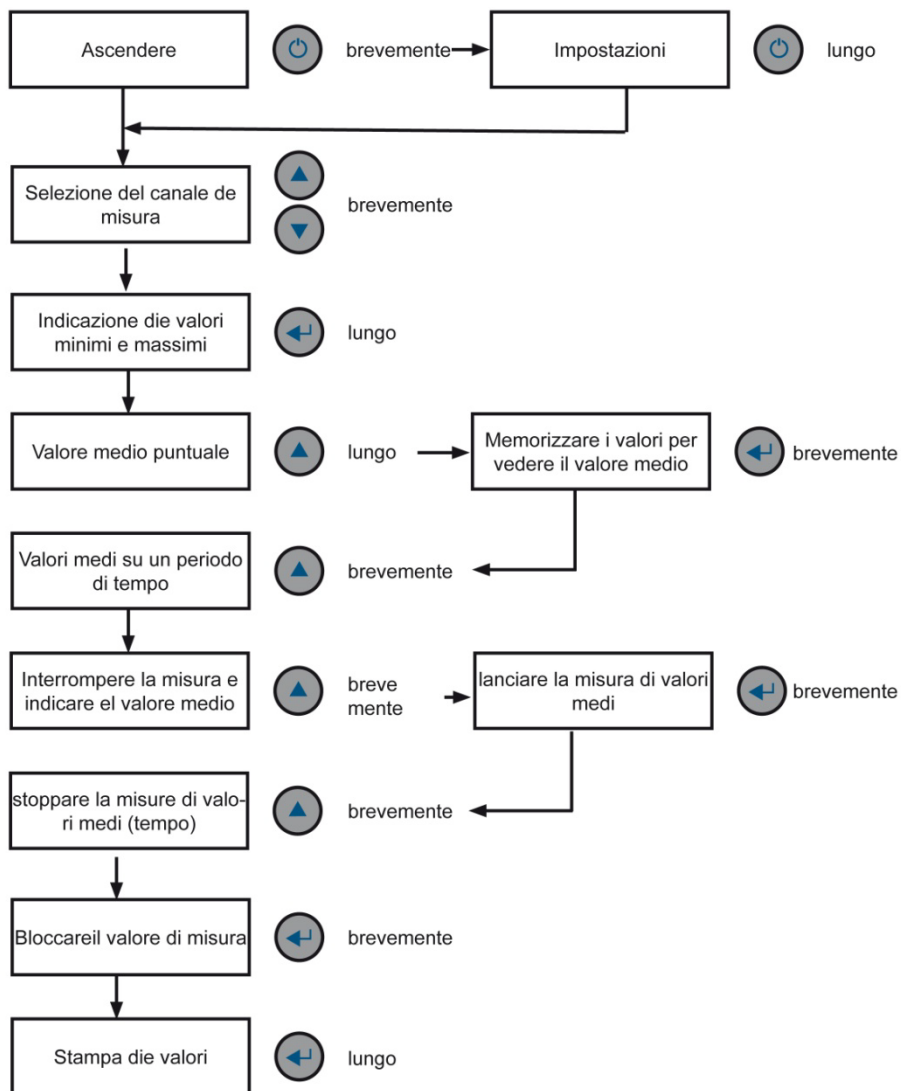 Ascendere
brevemente
Impostazioni
lungo
Selezione del canale de
misura
brevemente
Indicazione die valori
minimi e massimi
lungo
Valore medio puntuale
lungo
Memorizzare i valori per
vedere il valore medio
brevemente
Valori medi su un periodo
di tempo
brevemente
Interrompere la misura e
indicare el valore medio
breve
mente
lanciare la misura di valori
medi
brevemente
stoppare la misure di valo-
ri medi (tempo)
brevemente
Bloccareil valore di misura
brevemente
Stampa die valori
lungo